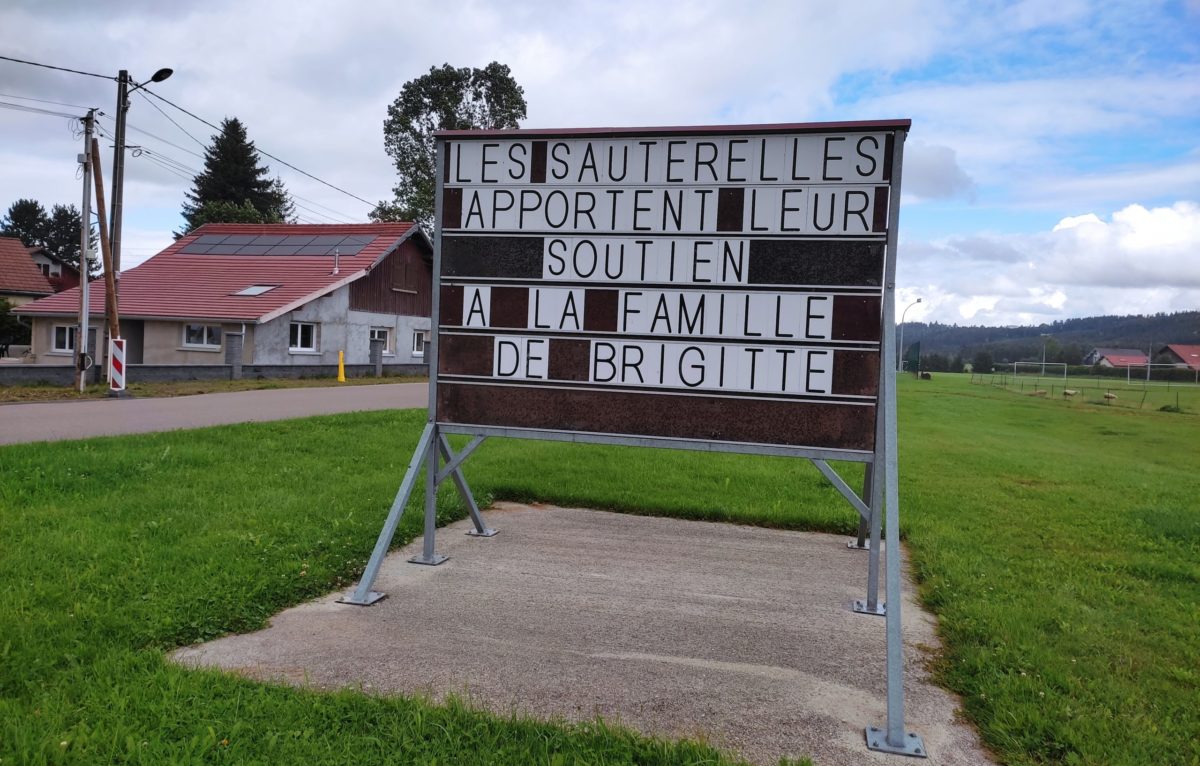 LES SAUTERELLES
APPORTENT LEUR
SOUTIEN
A LA FAMILLE
DE BRIGITTE